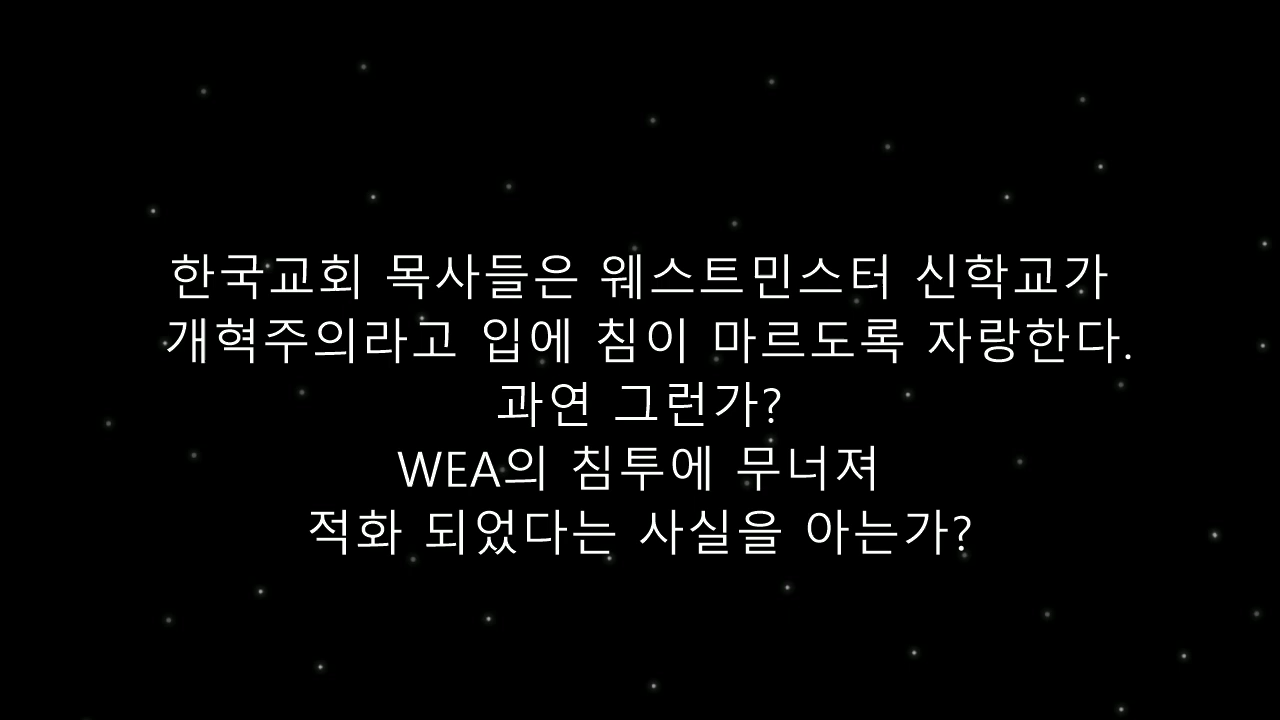 한국교회 목사들은 웨스트민스터 신학교가
개혁주의라고 입에 침이 마르도록 자랑한다.
과연 그런가?
WEA의 침투에 무너져
적화 되었다는 사실을 아는가?